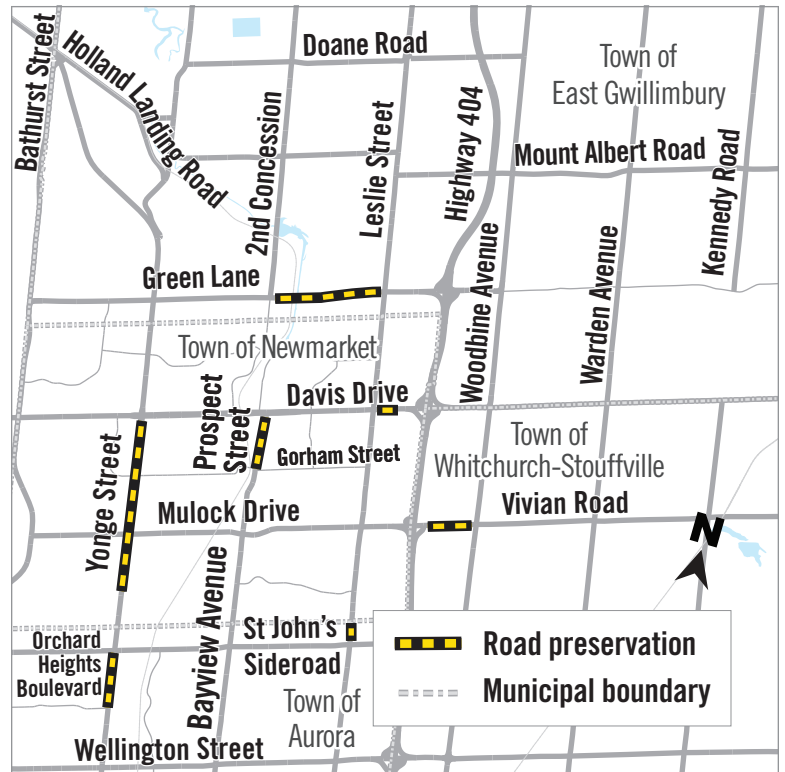 Bathurst Street
Holland Landing Road
Doane Road
Town of
East Gwillimbury
2nd Concession
Leslie Street
Highway 404
Mount Albert Road
Kennedy Road
Green Lane
Woodbine Avenue
Warden Avenue
Town of Newmarket
Davis Drive
Prospect
Street
Gorham Street
Town of
Whitchurch-Stouffville
Yonge Street
Mulock Drive
Vivian Road
N
Bayview Avenue
St John's
Sideroad
Orchard
Heights
Boulevard
Town of
Aurora
Wellington Street
Road preservation
Municipal boundary